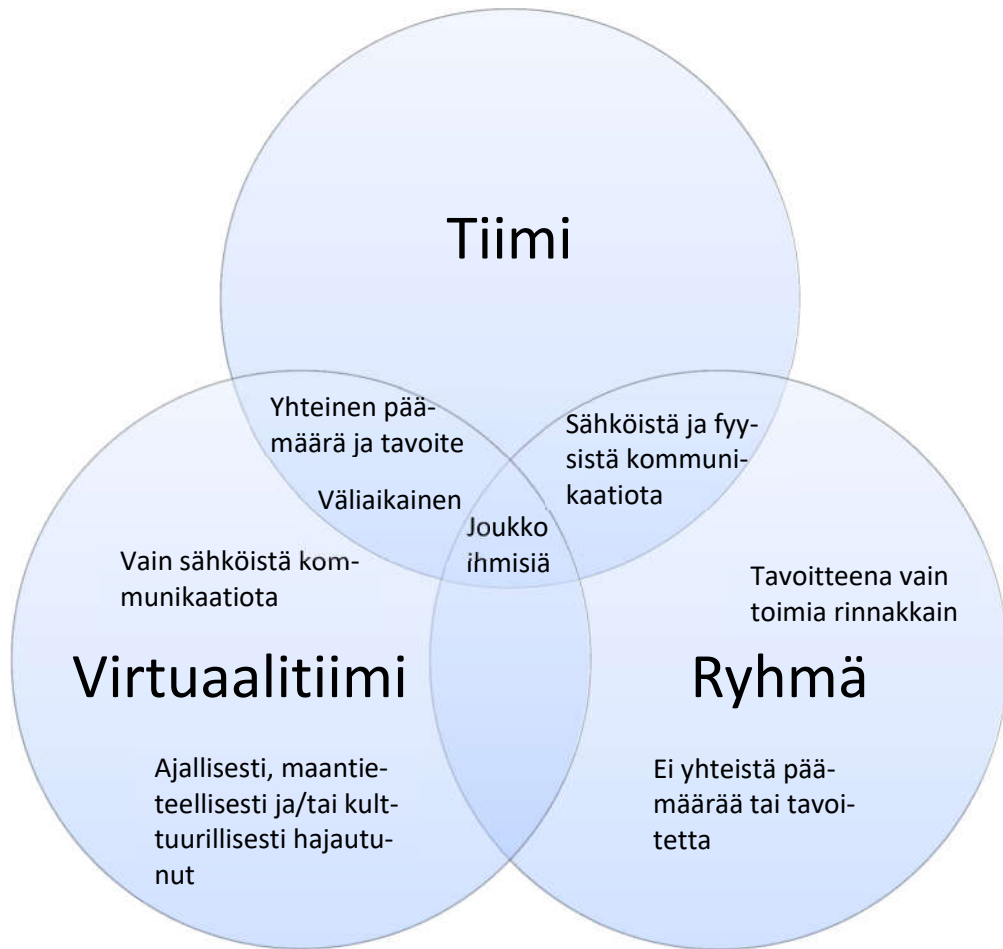 Tiimi
Yhteinen pää-
määrä ja tavoite
Väliaikainen
Sähköistä ja fyy-
sistä kommuni-
kaatiota
Joukko
ihmisiä
Vain sähköistä kom-
munikaatiota
Tavoitteena vain
toimia rinnakkain
Virtuaalitiimi
Ryhmä
Ajallisesti, maantie-
teellisesti ja/tai kult-
tuurillisesti hajautu-
nut
Ei yhteistä pää-
määrää tai tavoi-
tetta